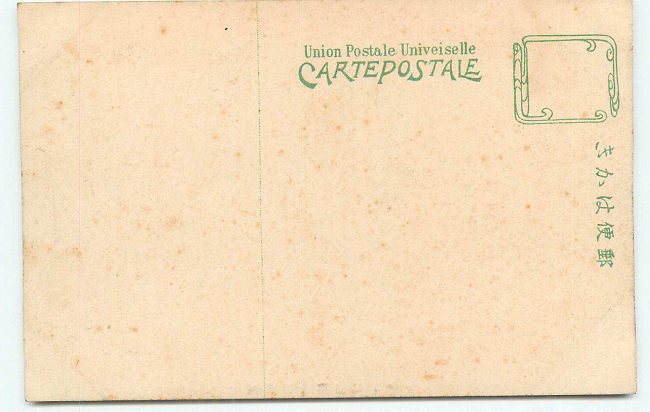 Union Postale Univeiselle
CARTEPOSTALE
郵便はかき